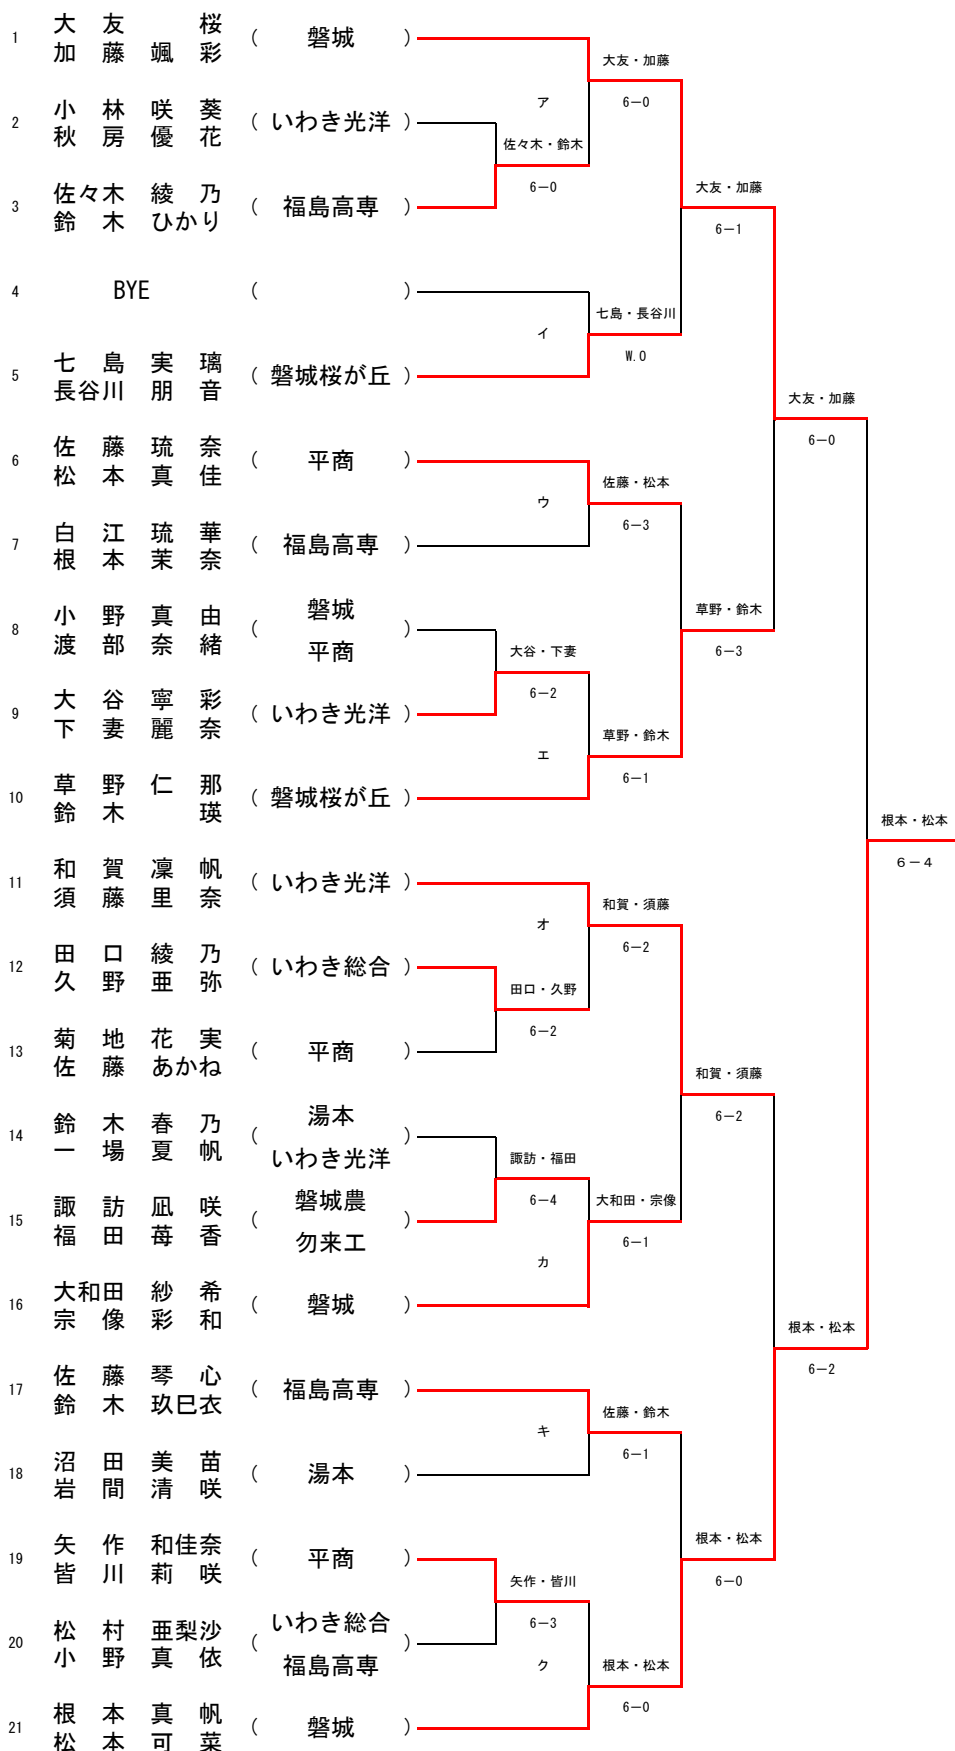 1 大友 桜 ( 磐城 )
加藤 颯彩
大友・加藤
6－0
ア
2 小林 咲葵 ( いわき光洋 )
秋房 優花
佐々木・鈴木
6－0
3 佐々木 綾乃 ( 福島高専 )
鈴木 ひかり
大友・加藤
6－1
4 BYE ( )
七島・長谷川
W.O
イ
5 七島 実璃 ( 磐城桜が丘 )
長谷川 朋音
大友・加藤
6－0
6 佐藤 琉奈 ( 平商 )
松本 真佳
佐藤・松本
6－3
ウ
7 白江 琉華 ( 福島高専 )
根本 茉奈
8 小野 真由 ( 磐城
渡部 奈緒 平商 )
草野・鈴木
6－3
大谷・下妻
6－2
9 大谷 寧彩 ( いわき光洋 )
下妻 麗奈
草野・鈴木
6－1
エ
10 草野 仁那 ( 磐城桜が丘 )
鈴木 瑛
根本・松本
6－4
11 和賀 凜帆 ( いわき光洋 )
須藤 里奈
和賀・須藤
6－2
オ
12 田口 綾乃 ( いわき総合 )
久野 亜弥
田口・久野
6－2
13 菊地 花実 ( 平商 )
佐藤 あかね
和賀・須藤
6－2
14 鈴木 春乃 ( 湯本
一場 夏帆 いわき光洋 )
諏訪・福田
6－4
15 諏訪 凪咲 ( 磐城農
福田 苺香 勿来工 )
大和田・宗像
6－1
カ
16 大和田 紗希 ( 磐城 )
宗像 彩和
根本・松本
6－2
17 佐藤 琴心 ( 福島高専 )
鈴木 玖巳衣
佐藤・鈴木
6－1
キ
18 沼田 美苗 ( 湯本 )
岩間 清咲
根本・松本
6－0
19 矢作 和佳奈 ( 平商 )
皆川 莉咲
矢作・皆川
6－3
20 松村 亜梨沙 ( いわき総合
小野 真依 福島高専 )
根本・松本
6－0
ク
21 根本 真帆 ( 磐城 )
松本 可菜